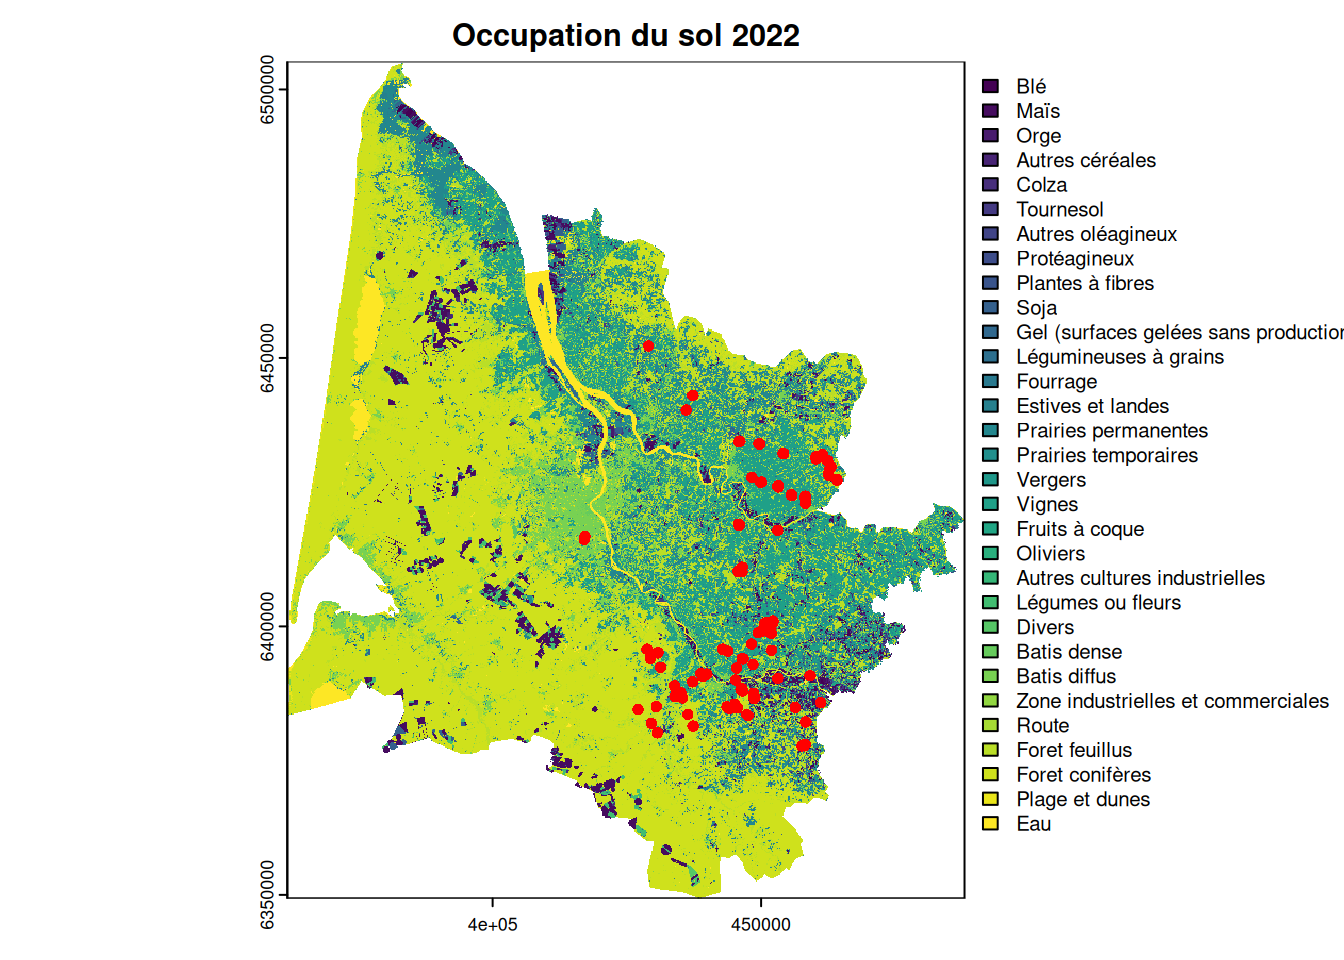 Occupation du sol 2022
6500000
6450000
6400000
6350000
4e+05
450000
Blé
Maïs
Orge
Autres céréales
Colza
Tournesol
Autres oléagineux
Protéagineux
Plantes à fibres
Soja
Gel (surfaces gelées sans production
Légumineuses à grains
Fourrage
Estives et landes
Prairies permanentes
Prairies temporaires
Vergers
Vignes
Fruits à coque
Oliviers
Autres cultures industrielles
Légumes ou fleurs
Divers
Batis dense
Batis diffus
Zone industrielles et commerciales
Route
Foret feuillus
Foret conifères
Plage et dunes
Eau